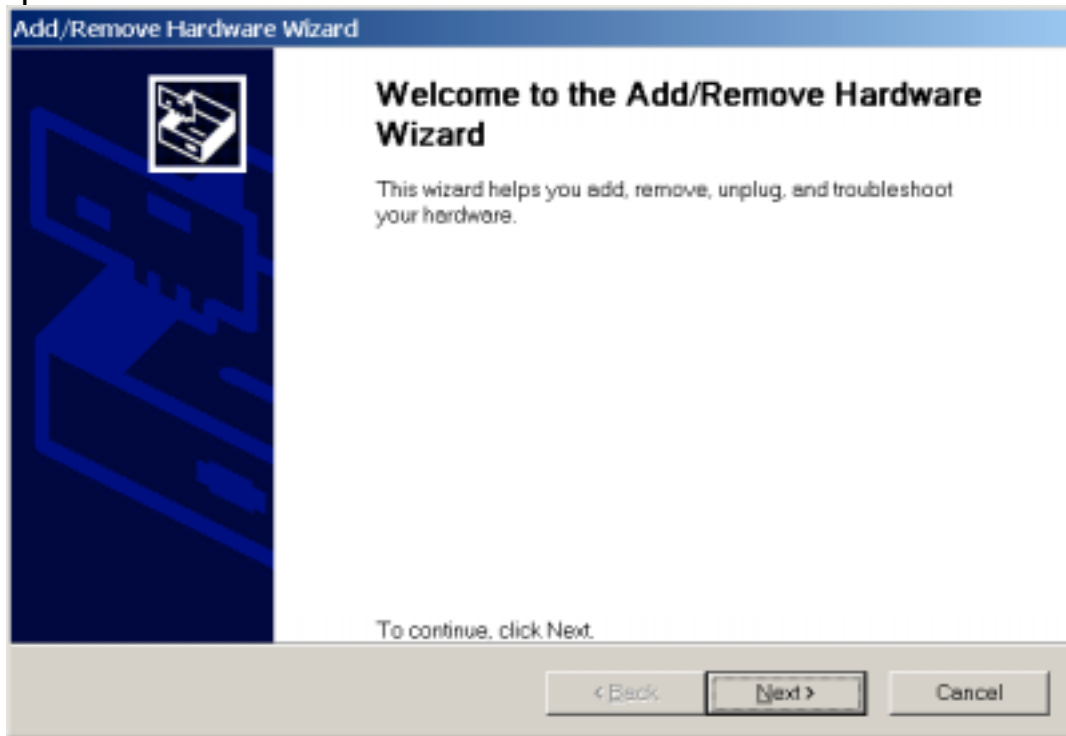 Add/Remove Hardware Wizard
Welcome to the Add/Remove Hardware
Wizard
This wizard helps you add, remove, unplug, and troubleshoot
your hardware.
To continue, click Next.
< Back
Next >
Cancel